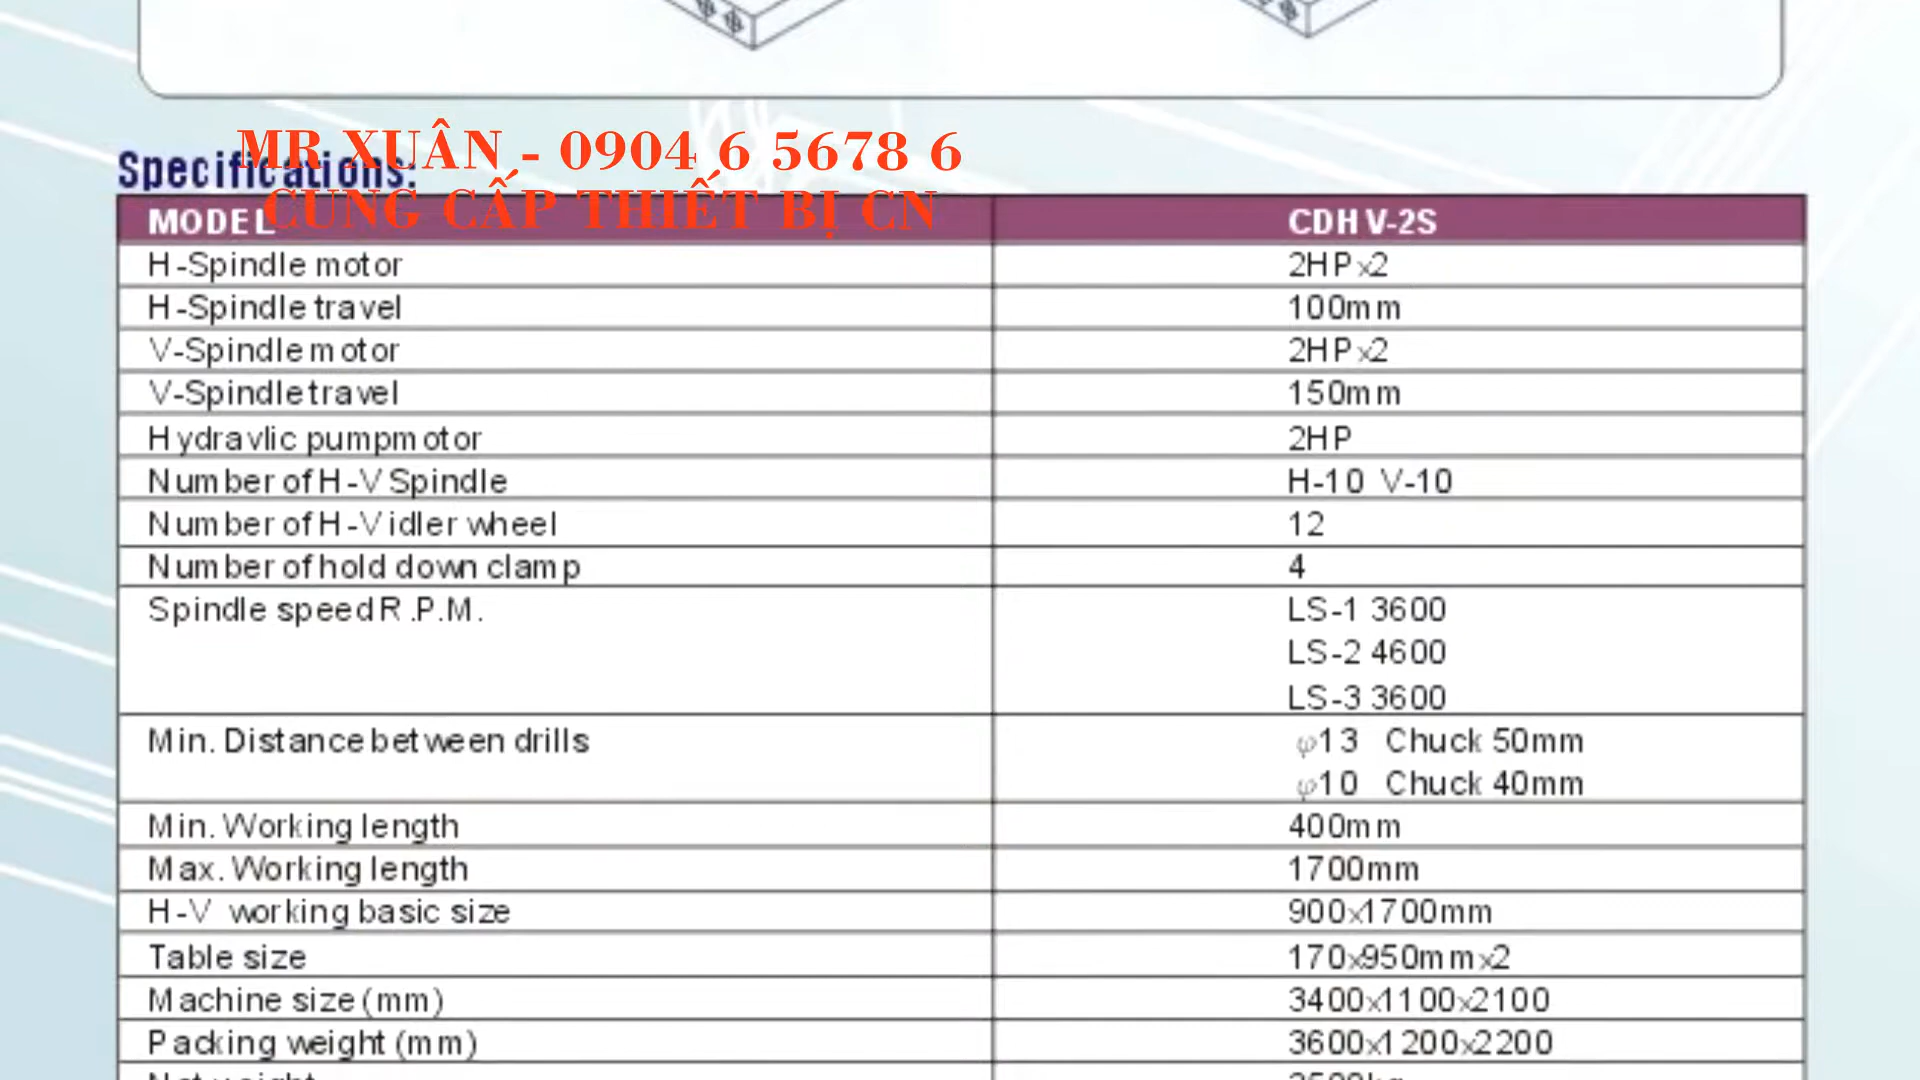 MR XUÂN - 0904 6 5678 6
Specifications:
CUNG CẤP THIẾT BỊ CN
MODEL CDHV-2S
H-Spindle motor 2HPx2
H-Spindle travel 100mm
V-Spindle motor 2HPx2
V-Spindle travel 150mm
Hydravlic pumpmotor 2HP
Number of H-V Spindle H-10 V-10
Number of H-V idler wheel 12
Number of hold down clamp 4
Spindle speed R.P.M. LS-1 3600
LS-2 4600
LS-3 3600
Min. Distance between drills φ13 Chuck 50mm
φ10 Chuck 40mm
Min. Working length 400mm
Max. Working length 1700mm
H-V working basic size 900x1700mm
Table size 170x950mmx2
Machine size (mm) 3400x1100x2100
Packing weight (mm) 3600x1200x2200